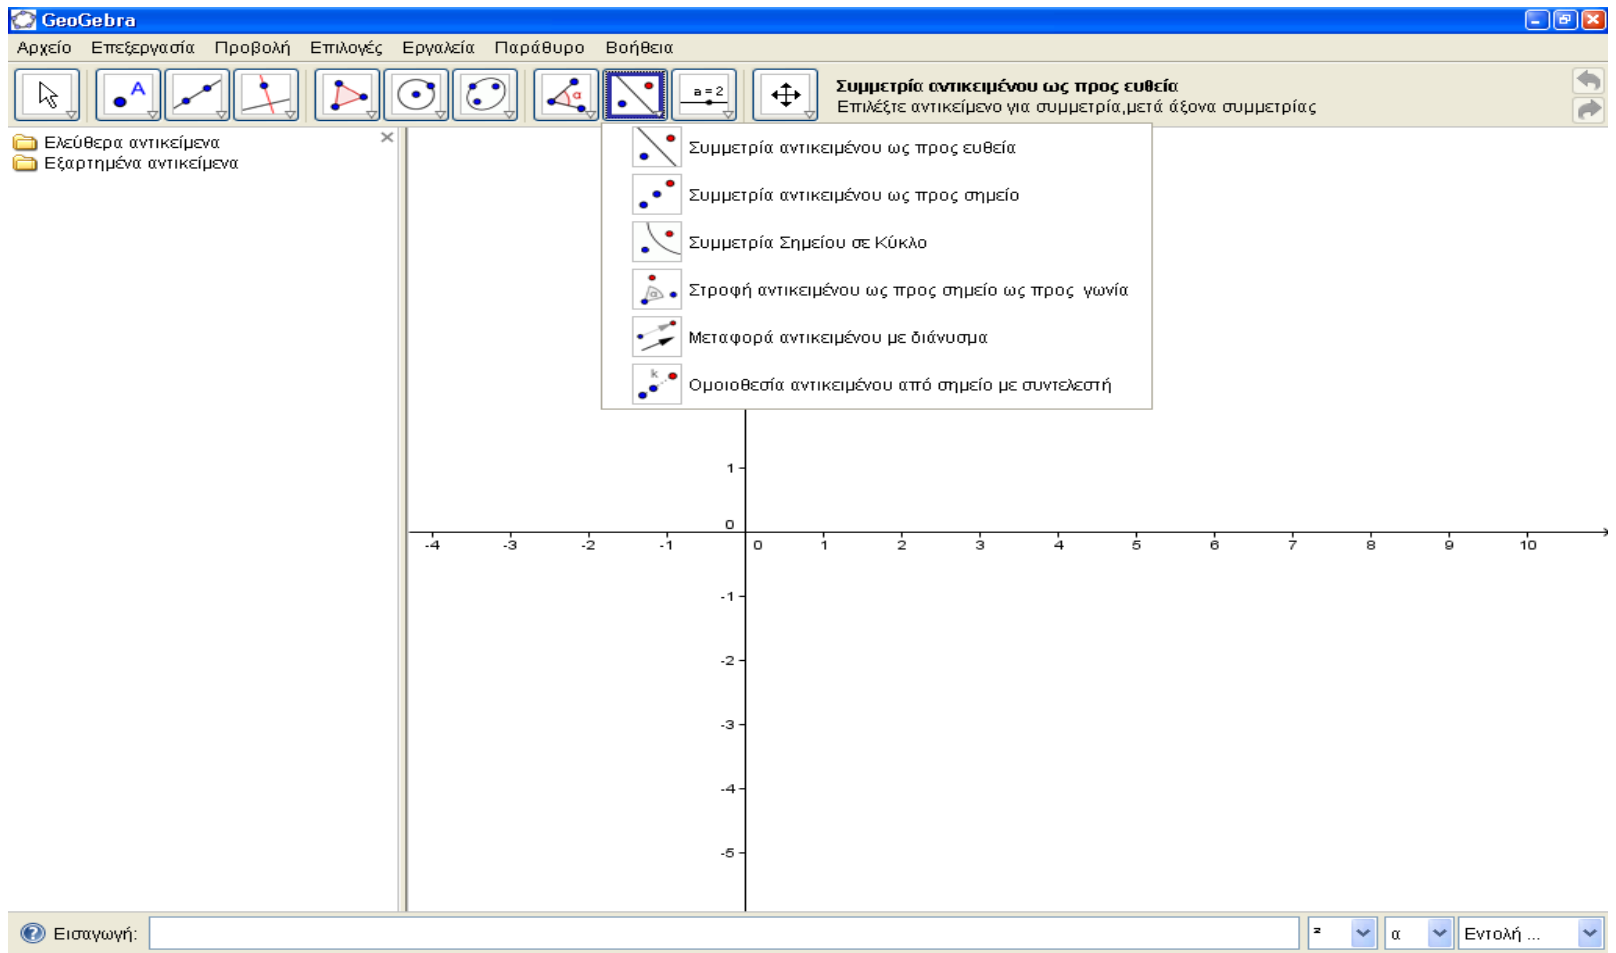 GeoGebra
Αρχείο Επεξεργασία Προβολή Επιλογές Εργαλεία Παράθυρο Βοήθεια
A
α
a = 2
Συμμετρία αντικειμένου ως προς ευθεία
Επιλέξτε αντικείμενο για συμμετρία,μετά άξονα συμμετρίας
Ελεύθερα αντικείμενα
Εξαρτημένα αντικείμενα
Συμμετρία αντικειμένου ως προς ευθεία
Συμμετρία αντικειμένου ως προς σημείο
Συμμετρία Σημείου σε Κύκλο
α
Στροφή αντικειμένου ως προς σημείο ως προς γωνία
Μεταφορά αντικειμένου με διάνυσμα
k
Ομοιοθεσία αντικειμένου από σημείο με συντελεστή
1
0
-4 -3 -2 -1 0 1 2 3 4 5 6 7 8 9 10
-1
-2
-3
-4
-5
Εισαγωγή:
²
α
Εντολή ...